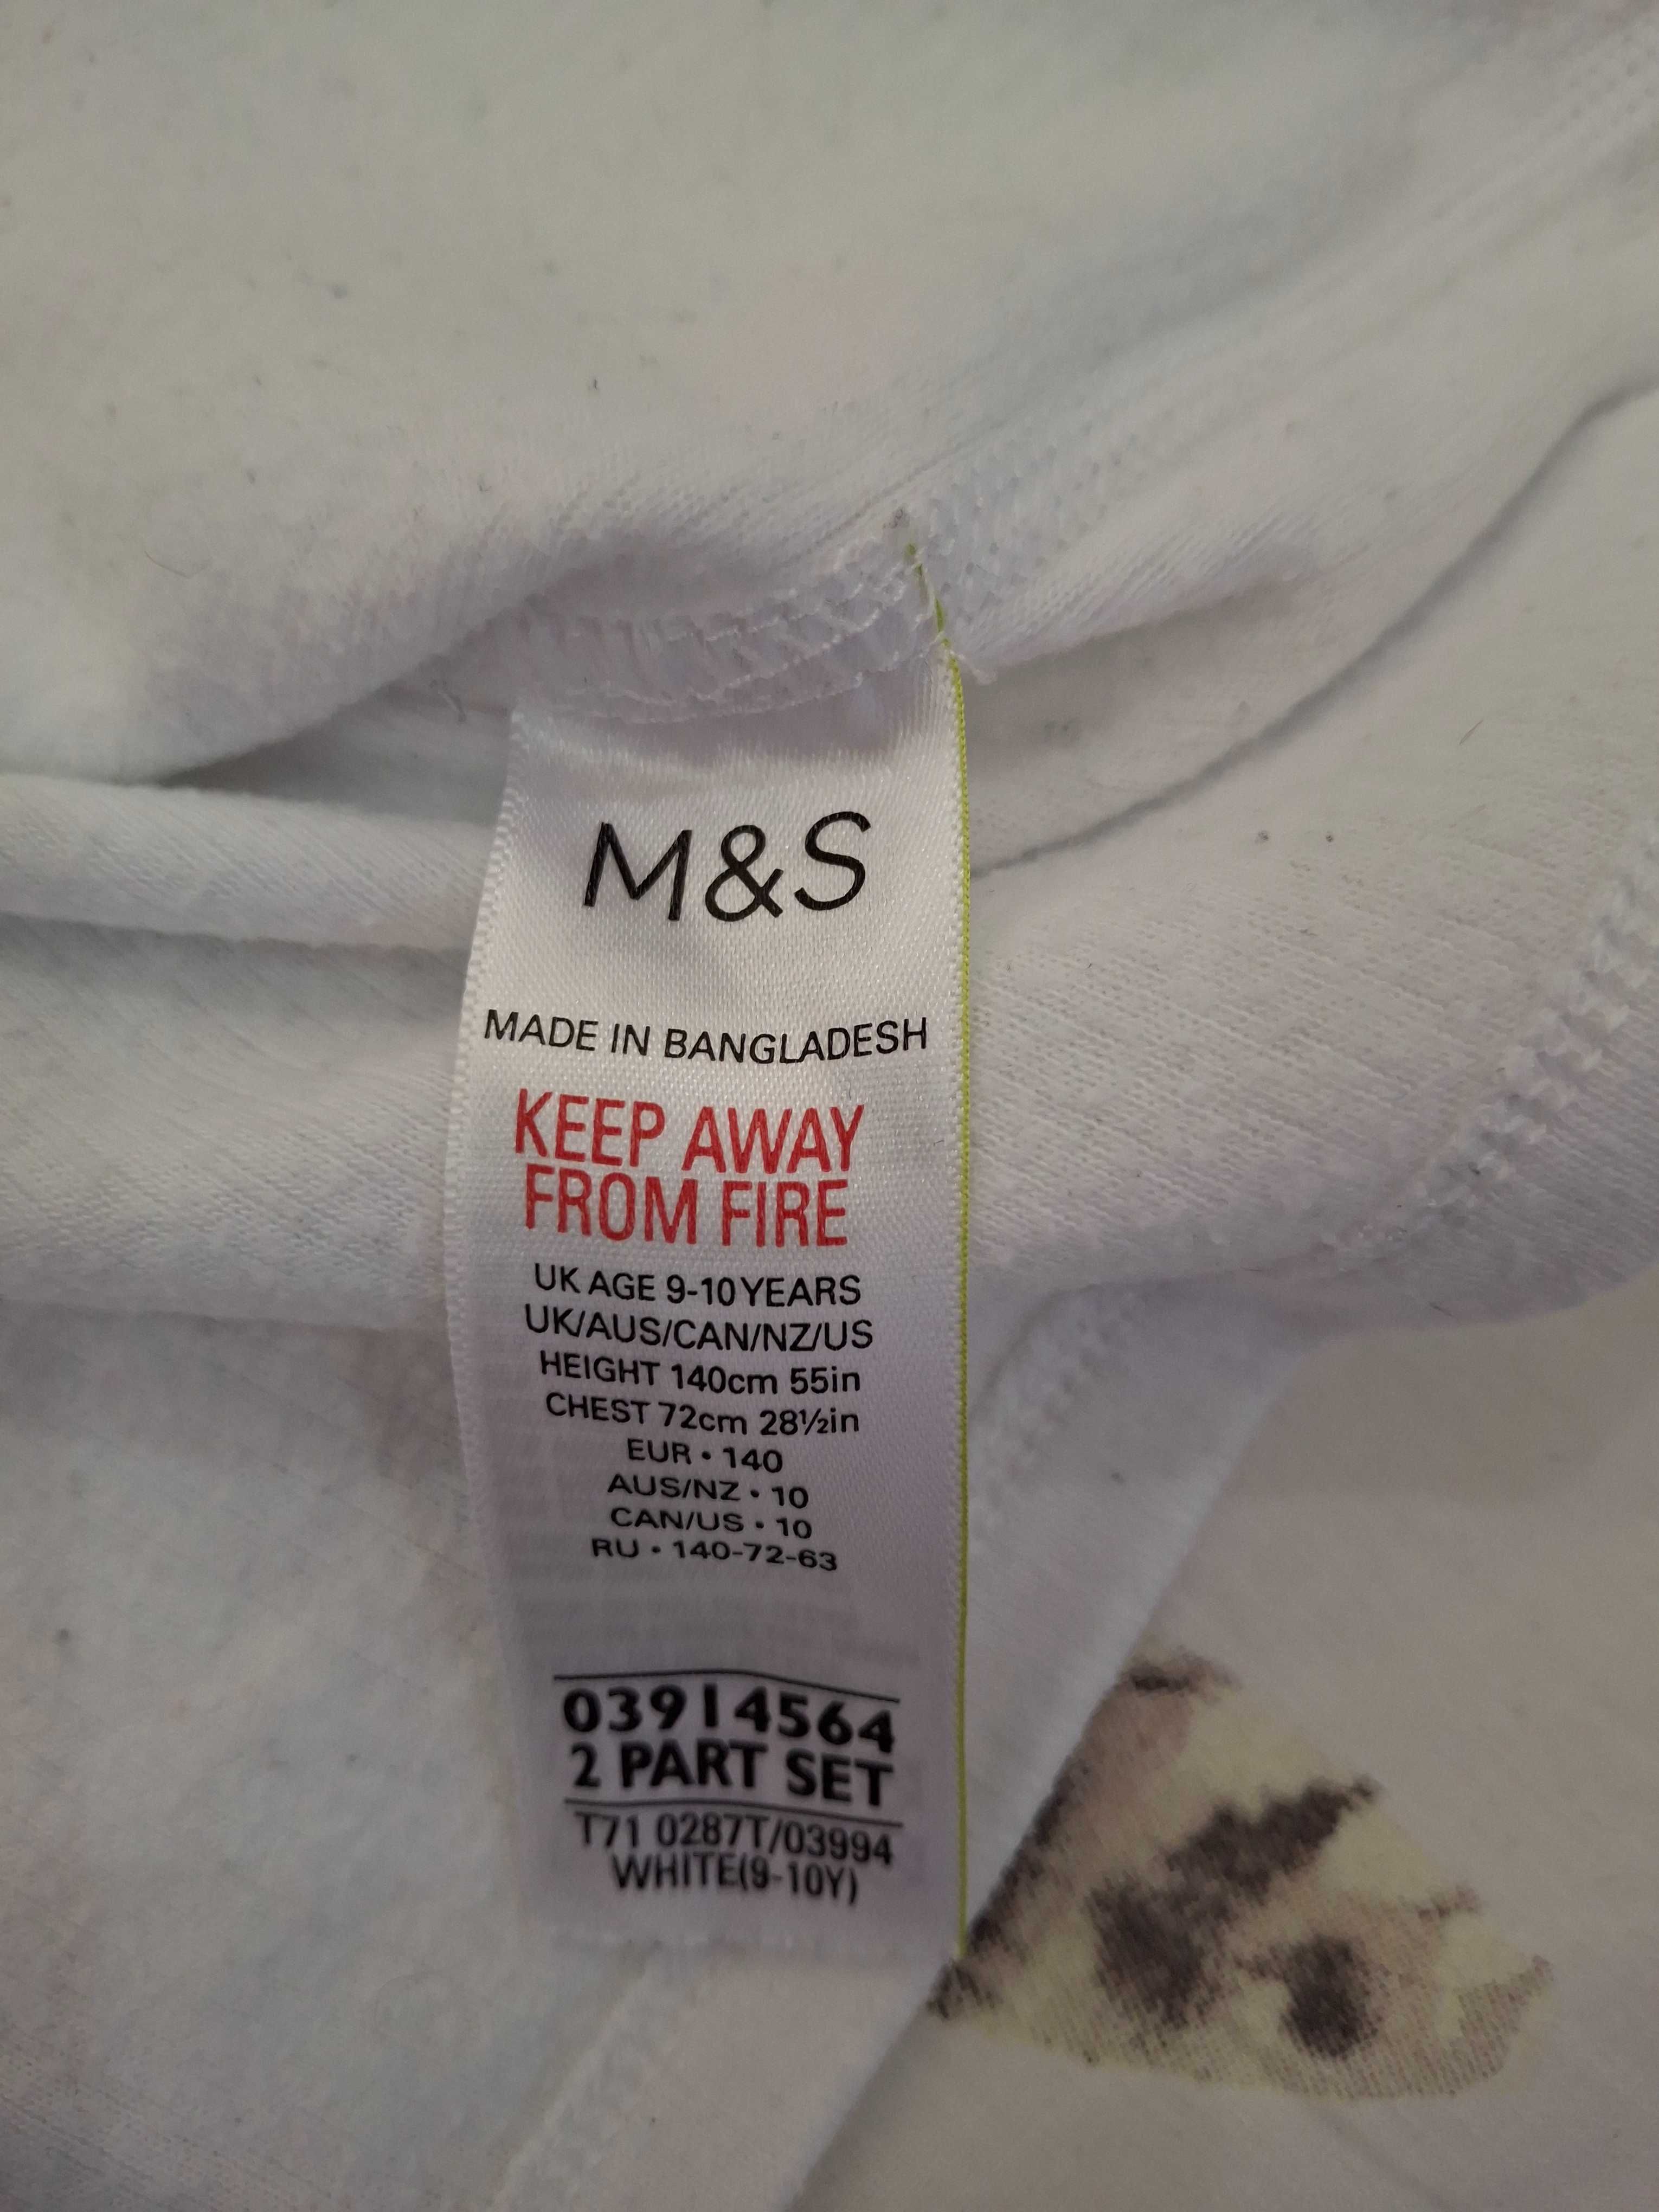 M&S
MADE IN BANGLADESH
KEEP AWAY
FROM FIRE
UK AGE 9-10 YEARS
UK/AUS/CAN/NZ/US
HEIGHT 140cm 55in
CHEST 72cm 28½in
EUR • 140
AUS/NZ • 10
CAN/US • 10
RU • 140-72-63
03914564
2 PART SET
T71 0287T/03994
WHITE(9-10Y)